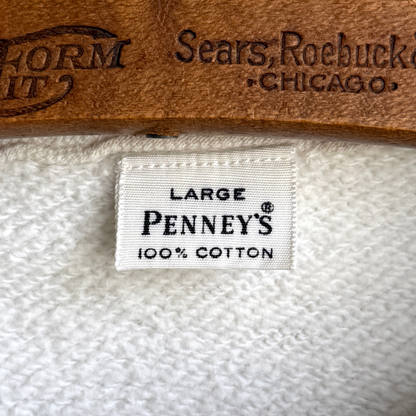 FORM
IT
Sears, Roebuck &
• CHICAGO •
LARGE
PENNEY'S®
100% COTTON